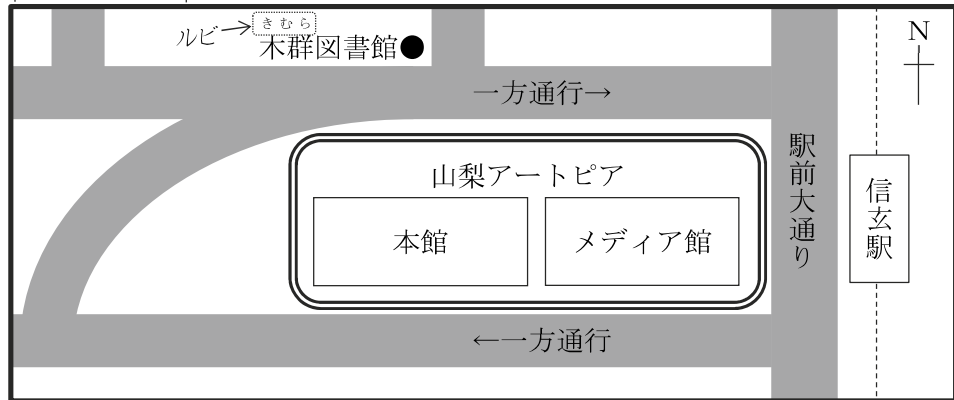 ルビ→
きむら
木群図書館●
N
一方通行→
駅前大通り
信玄駅
山梨アートピア
本館
メディア館
←一方通行